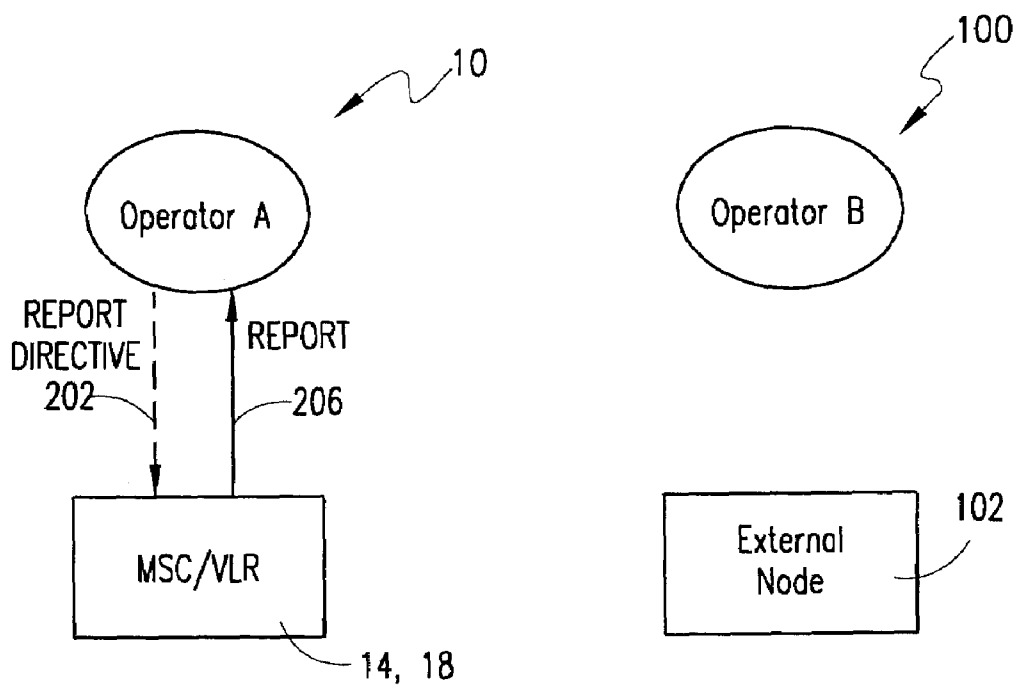 10
100
Operator A
Operator B
REPORT
DIRECTIVE
202
REPORT
206
MSC/VLR
14, 18
External
Node
102